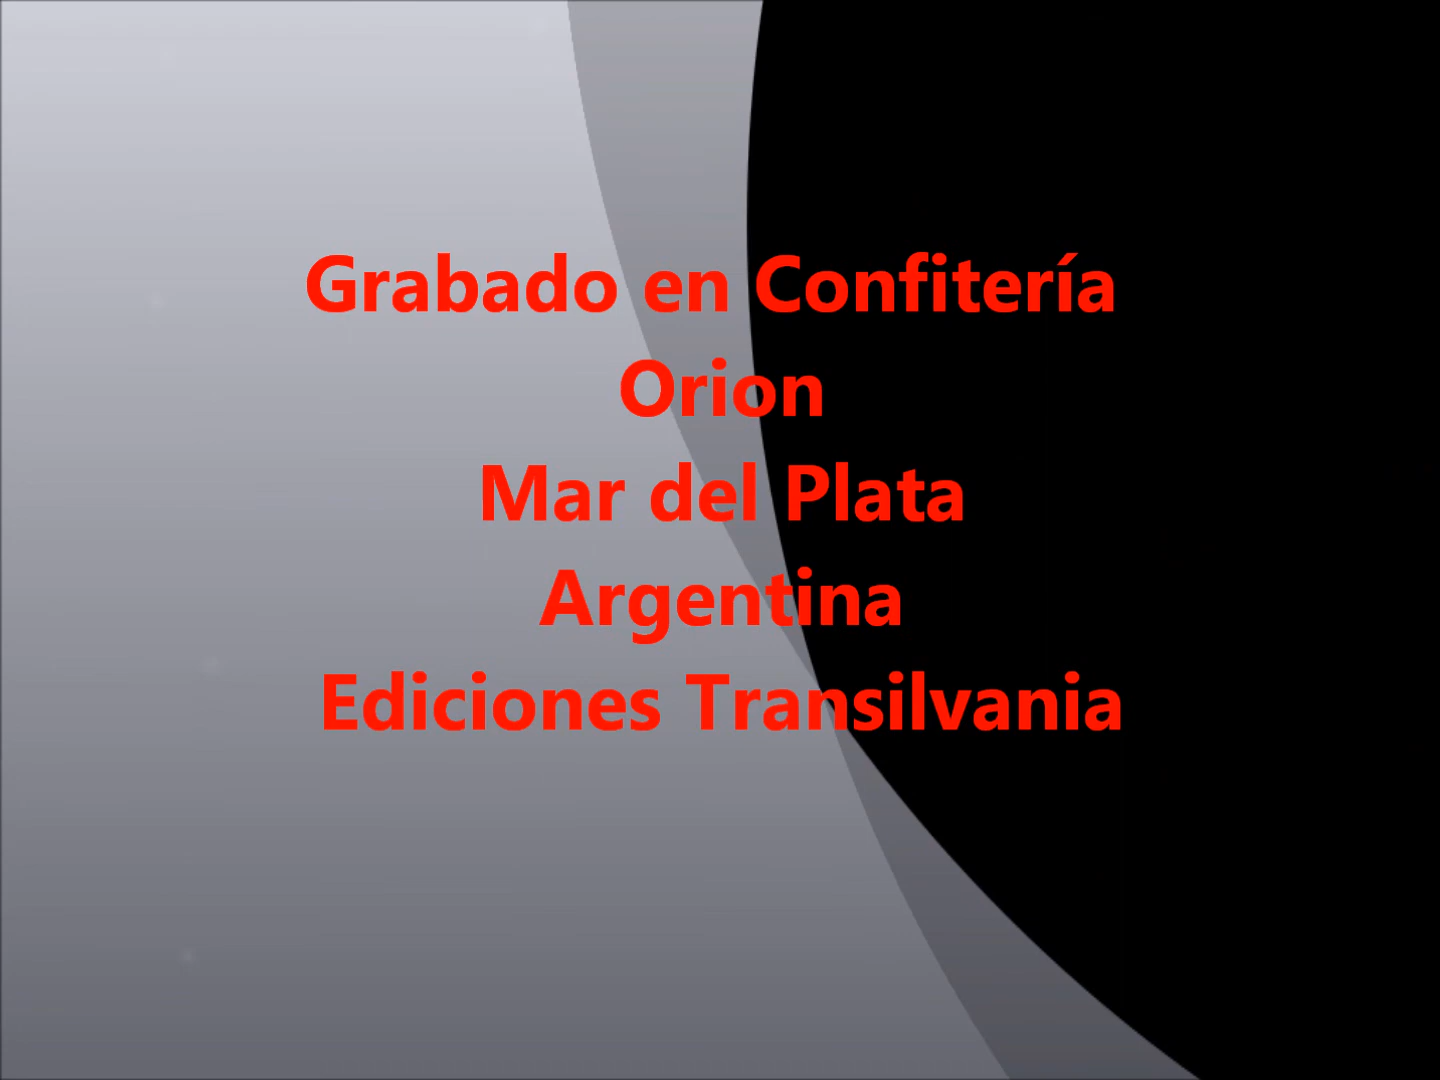 Grabado en Confitería
Orion
Mar del Plata
Argentina
Ediciones Transilvania